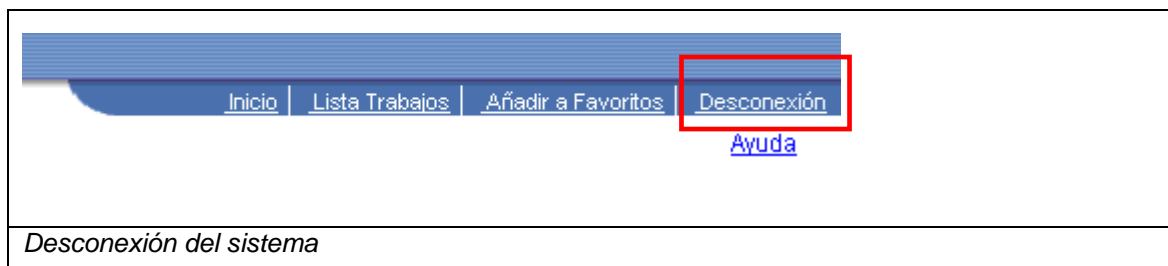 Inicio Lista Trabajos Añadir a Favoritos Desconexión
Ayuda
Desconexión del sistema